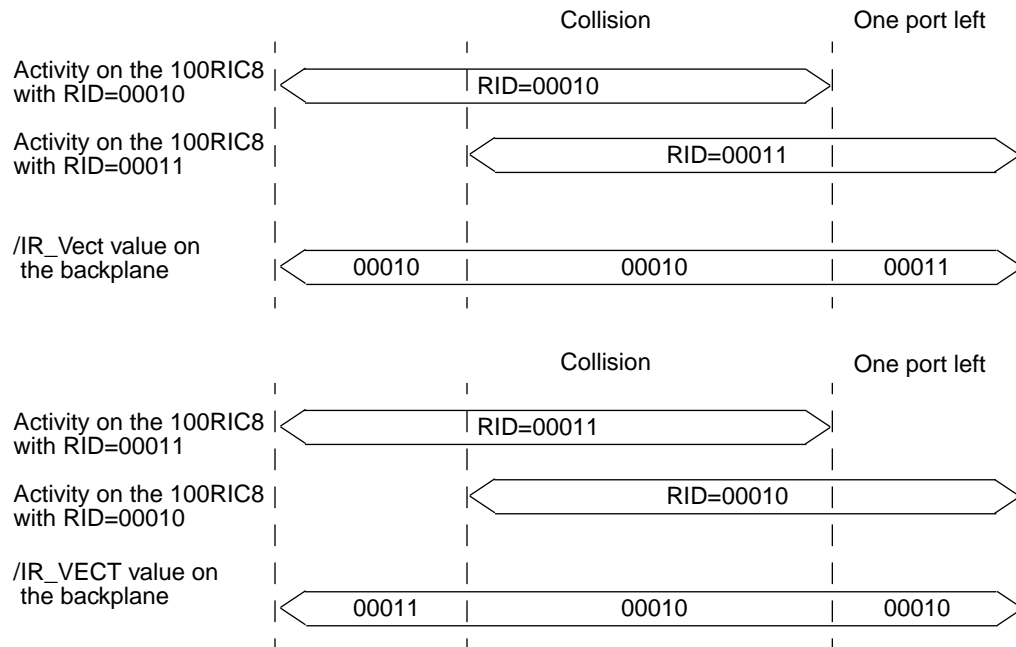 Collision One port left
Activity on the 100RIC8
with RID=00010
RID=00010
Activity on the 100RIC8
with RID=00011
RID=00011
/IR_Vect value on
the backplane
00010 00010 00011
Collision One port left
Activity on the 100RIC8
with RID=00011
RID=00011
Activity on the 100RIC8
with RID=00010
RID=00010
/IR_VECT value on
the backplane
00011 00010 00010